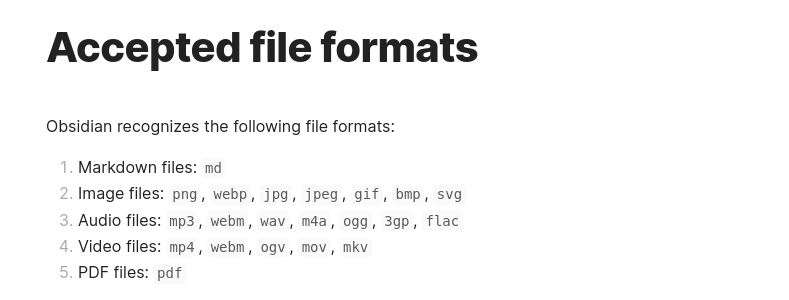 Accepted file formats
Obsidian recognizes the following file formats:
1. Markdown files: md
2. Image files: png, webp, jpg, jpeg, gif, bmp, svg
3. Audio files: mp3, webm, wav, m4a, ogg, 3gp, flac
4. Video files: mp4, webm, ogv, mov, mkv
5. PDF files: pdf